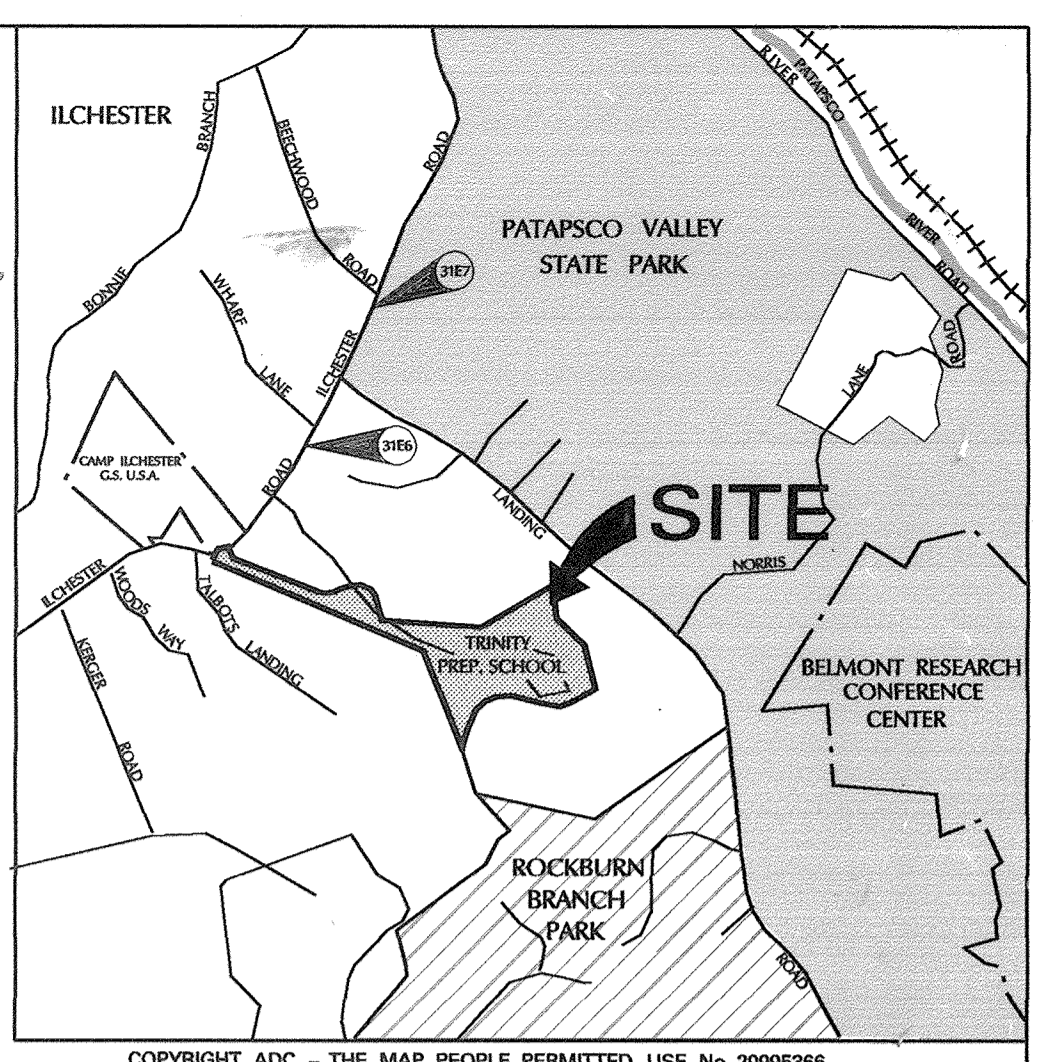 ILCHESTER
BRANCH
BEECHWOOD
ROAD
RIVER
PATAPSCO
PATAPSCO VALLEY
STATE PARK
RIVER
ROAD
31E7
ROAD
BONNIE
WHARF
LANE
ILCHESTER
ROAD
LANE
31E6
CAMP ILCHESTER
G.S. U.S.A.
ROAD
LANDING
SITE
NORRIS
ILCHESTER
WOODS
WAY
TALBOTS
LANDING
KERGER
ROAD
TRINITY
PREP. SCHOOL
BELMONT RESEARCH
CONFERENCE
CENTER
ROCKBURN
BRANCH
PARK
ROAD
COPYRIGHT ADC – THE MAP PEOPLE PERMITTED USE No 20995366